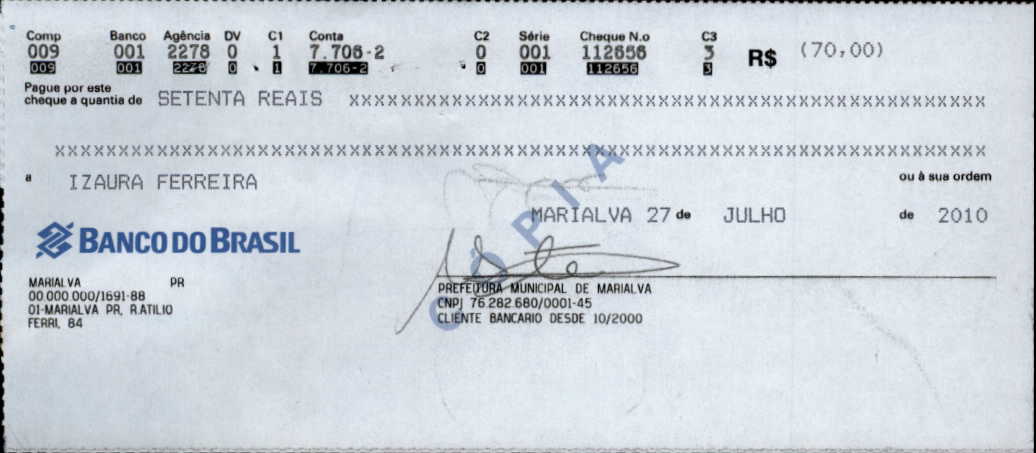 Comp Banco Agência DV C1 Conta C2 Série Cheque N.o C3
009 001 2278 0 1 7.706-2 0 001 112656 3 R$ (70,00)
009 001 2278 0 1 7.706-2 0 001 112656 3
Pague por este
cheque a quantia de SETENTA REAIS XXXXXXXXXXXXXXXXXXXXXXXXXXXXXXXXXXXXXXXXXXXXXXXXX
XXXXXXXXXXXXXXXXXXXXXXXXXXXXXXXXXXXXXXXXXXXXXXXXXXXXXXXXXXXXXXXXXXXXXXXX
a IZAURA FERREIRA ou à sua ordem
MARIALVA 27 de JULHO de 2010
CÓPIA
BANCO DO BRASIL
MARIALVA PR
00.000.000/1691-88
01-MARIALVA PR, R.ATILIO
FERRI, 84
PREFEITURA MUNICIPAL DE MARIALVA
CNPJ 76.282.680/0001-45
CLIENTE BANCARIO DESDE 10/2000